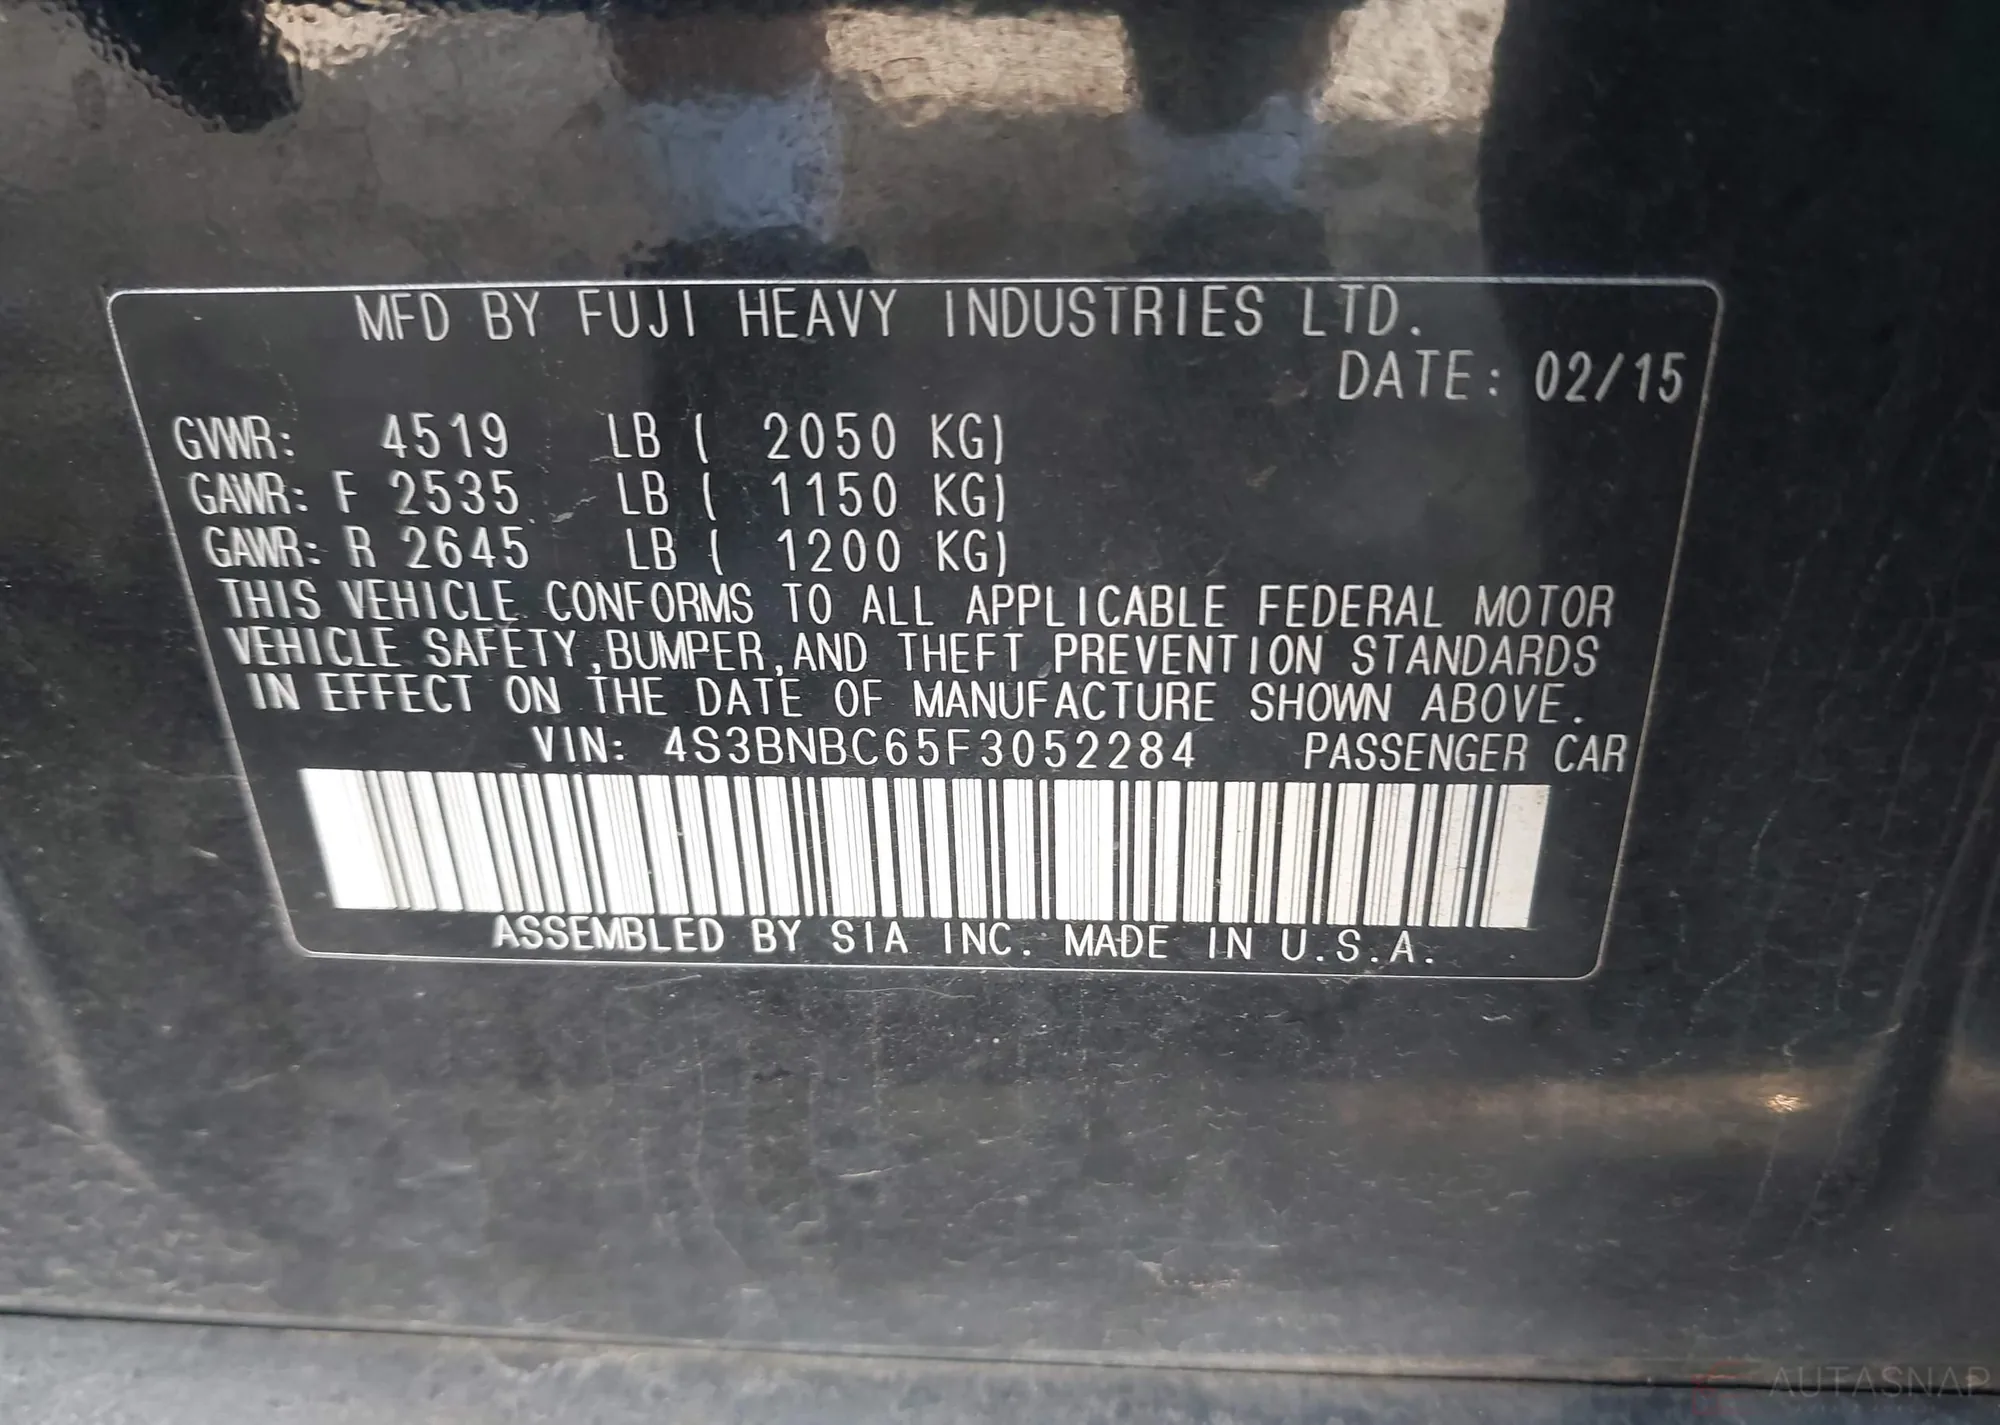 MFD BY FUJI HEAVY INDUSTRIES LTD.
DATE: 02/15
GVWR: 4519 LB ( 2050 KG)
GAWR: F 2535 LB ( 1150 KG)
GAWR: R 2645 LB ( 1200 KG)
THIS VEHICLE CONFORMS TO ALL APPLICABLE FEDERAL MOTOR
VEHICLE SAFETY,BUMPER,AND THEFT PREVENTION STANDARDS
IN EFFECT ON THE DATE OF MANUFACTURE SHOWN ABOVE.
VIN: 4S3BNBC65F3052284 PASSENGER CAR
ASSEMBLED BY SIA INC. MADE IN U.S.A.
AUTASNAP